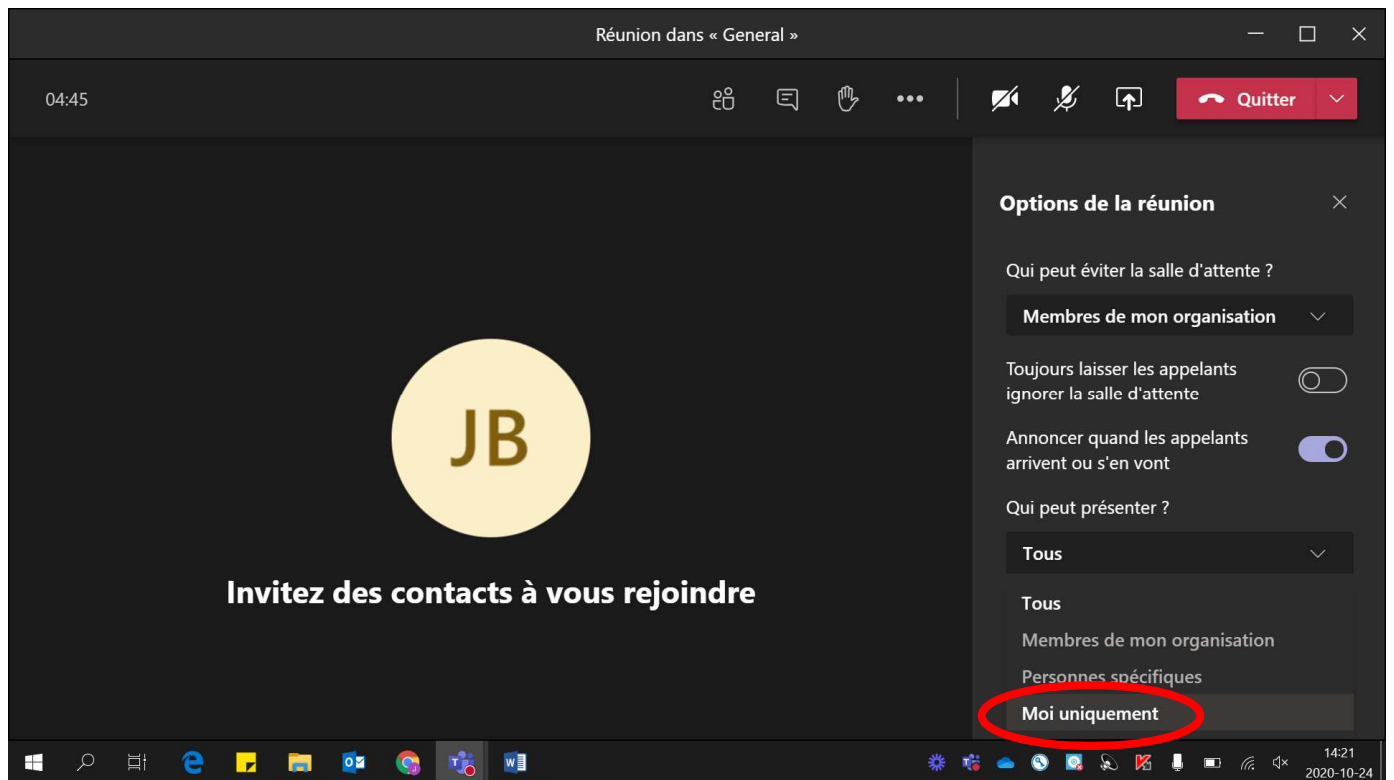 Réunion dans « General »
04:45
Quitter
Options de la réunion
Qui peut éviter la salle d'attente ?
Membres de mon organisation
Toujours laisser les appelants
ignorer la salle d'attente
Annoncer quand les appelants
arrivent ou s'en vont
Qui peut présenter ?
Tous
Tous
Membres de mon organisation
Personnes spécifiques
Moi uniquement
JB
Invitez des contacts à vous rejoindre
14:21
2020-10-24